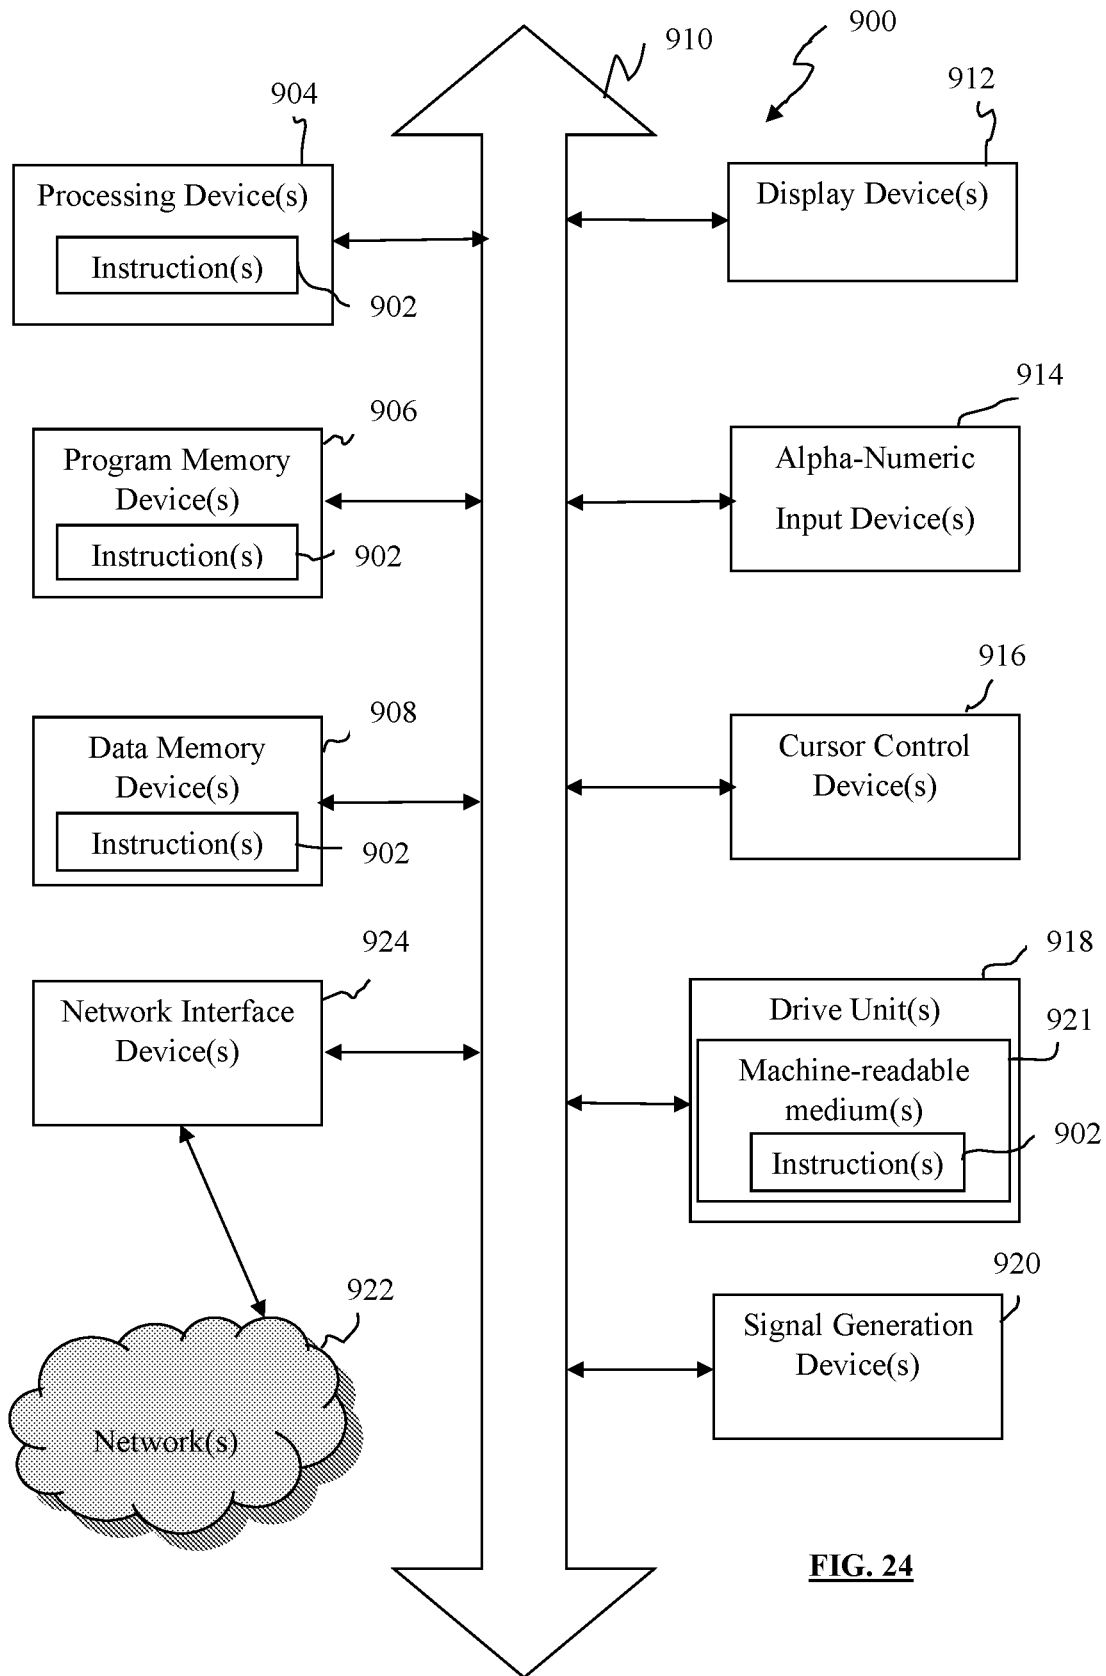 910
900
904
912
Processing Device(s)
Instruction(s)
902
Display Device(s)
906
914
Program Memory
Device(s)
Instruction(s)
902
Alpha-Numeric
Input Device(s)
908
916
Data Memory
Device(s)
Instruction(s)
902
Cursor Control
Device(s)
924
918
Network Interface
Device(s)
Drive Unit(s)
921
Machine-readable
medium(s)
902
Instruction(s)
922
920
Network(s)
Signal Generation
Device(s)
FIG. 24